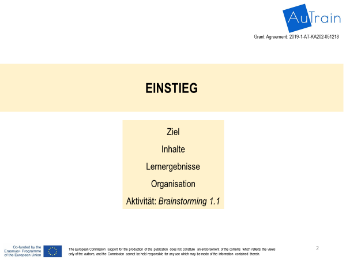 AuTrain
Grant Agreement: 2019-1-AT-KA202-051218
EINSTIEG
Ziel
Inhalte
Lernergebnisse
Organisation
Aktivität: Brainstorming 1.1
Co-funded by the
Erasmus+ Programme
of the European Union
The European Commission support for the production of this publication does not constitute an endorsement of the contents which reflects the views
only of the authors, and the Commission cannot be held responsible for any use which may be made of the information contained therein.
2